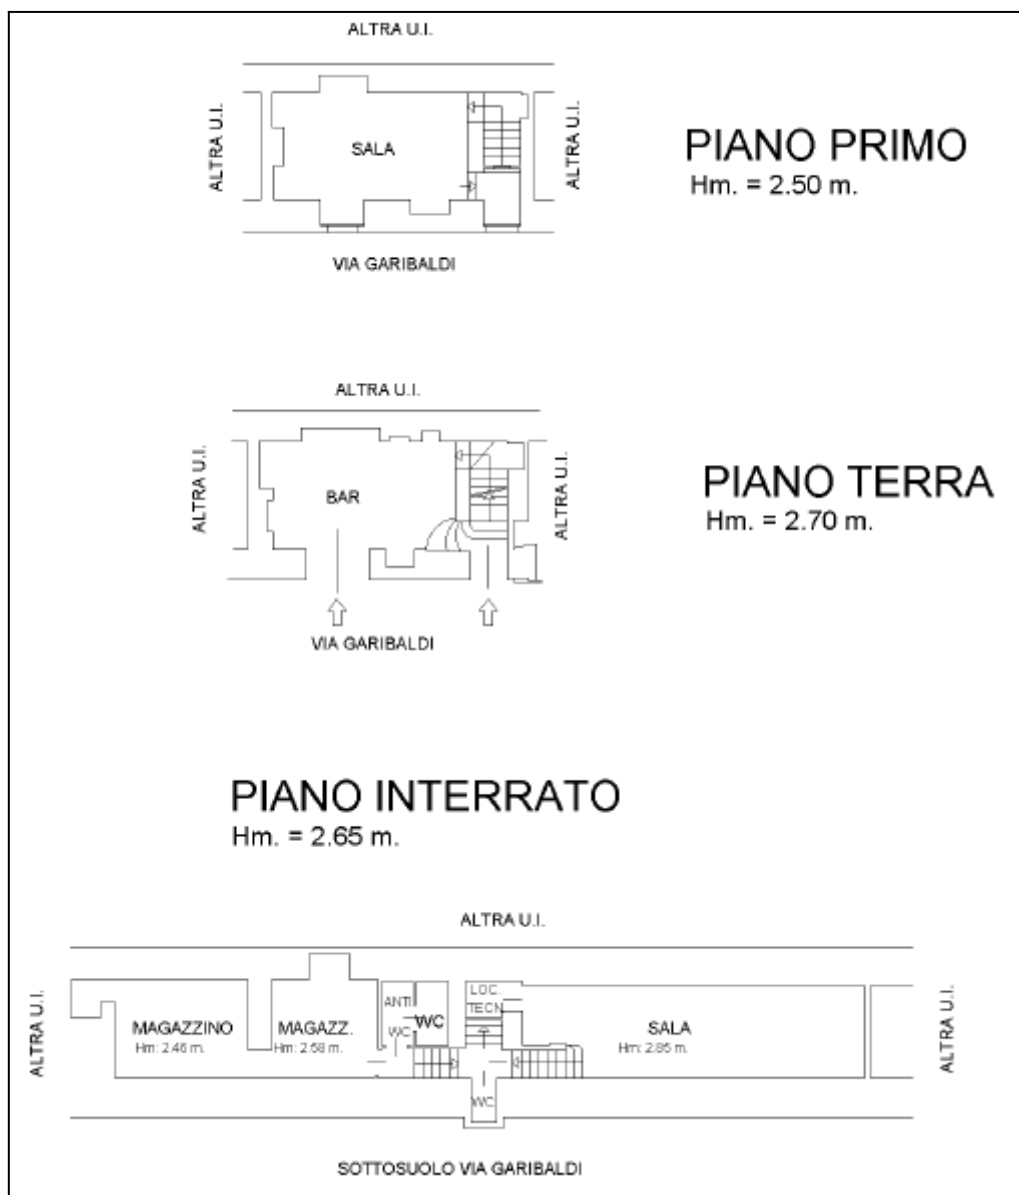 ALTRA U.I.
ALTRA U.I.
SALA
ALTRA U.I.
PIANO PRIMO
Hm. = 2.50 m.
VIA GARIBALDI
ALTRA U.I.
ALTRA U.I.
BAR
ALTRA U.I.
PIANO TERRA
Hm. = 2.70 m.
VIA GARIBALDI
PIANO INTERRATO
Hm. = 2.65 m.
ALTRA U.I.
ALTRA U.I.
MAGAZZINO
Hm: 2.46 m.
MAGAZZ.
Hm: 2.58 m.
ANTI
WC
WC
LOC.
TECN
SALA
Hm: 2.85 m.
ALTRA U.I.
WC
SOTTOSUOLO VIA GARIBALDI